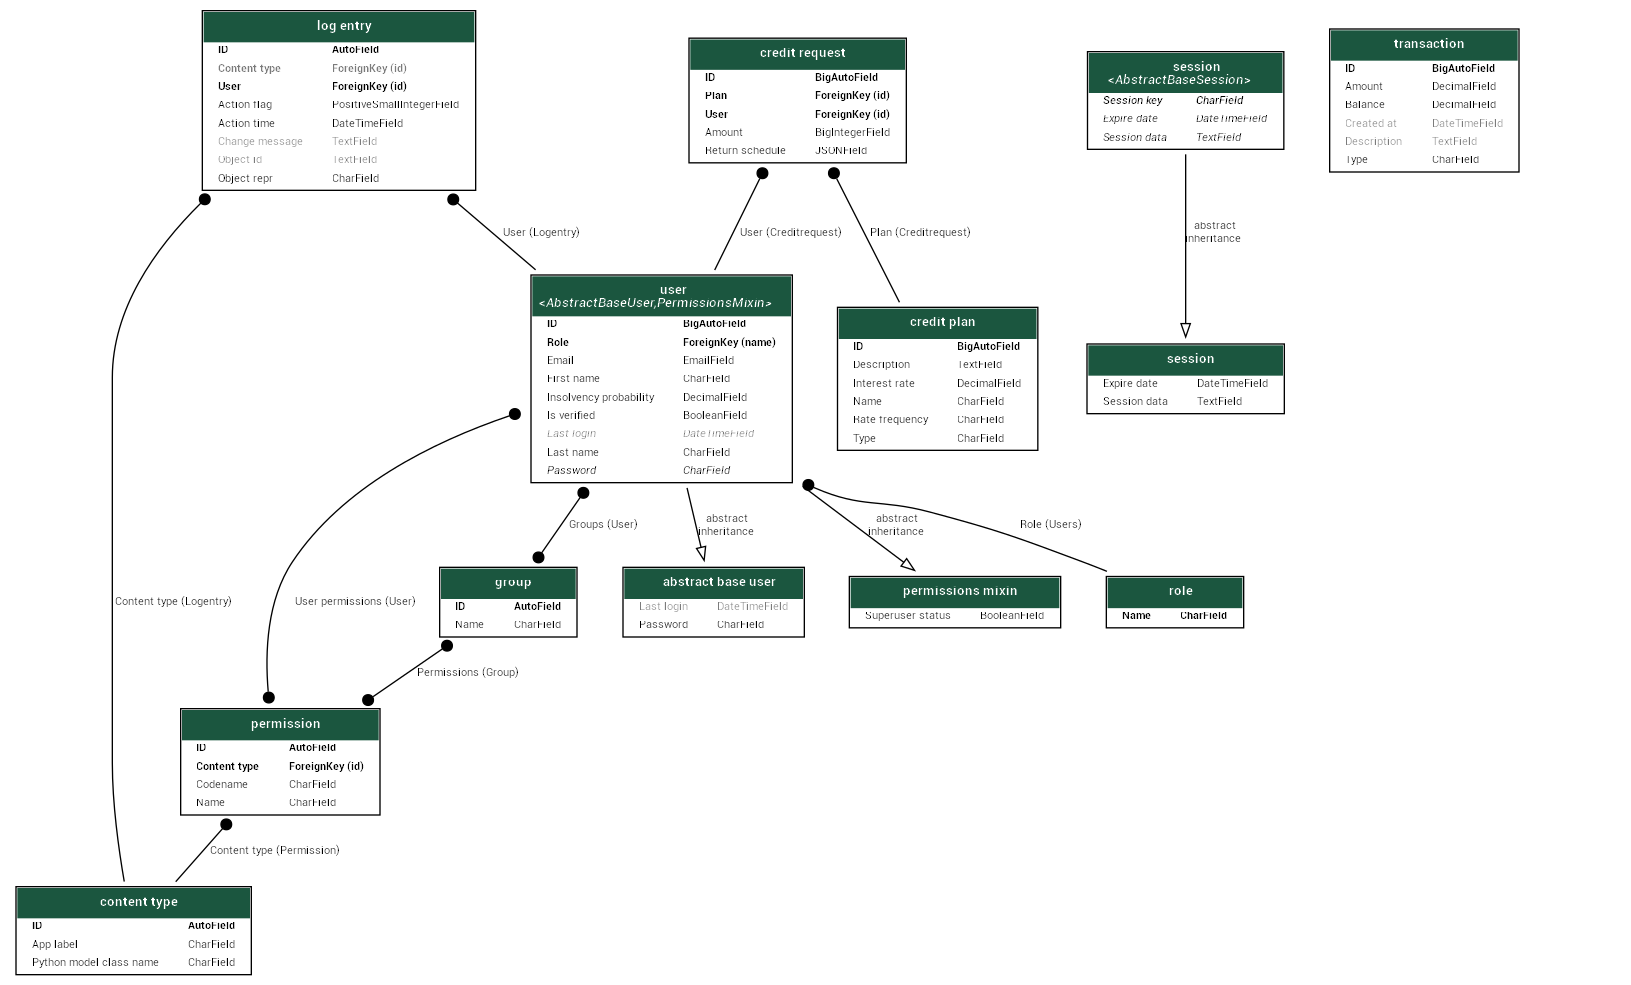 log entry
ID AutoField
Content type ForeignKey (id)
User ForeignKey (id)
Action flag PositiveSmallIntegerField
Action time DateTimeField
Change message TextField
Object id TextField
Object repr CharField
credit request
ID BigAutoField
Plan ForeignKey (id)
User ForeignKey (id)
Amount BigIntegerField
Return schedule JSONField
session
<AbstractBaseSession>
Session key CharField
Expire date DateTimeField
Session data TextField
transaction
ID BigAutoField
Amount DecimalField
Balance DecimalField
Created at DateTimeField
Description TextField
Type CharField
User (Logentry)
User (Creditrequest)
Plan (Creditrequest)
abstract
inheritance
user
<AbstractBaseUser,PermissionsMixin>
ID BigAutoField
Role ForeignKey (name)
Email EmailField
First name CharField
Insolvency probability DecimalField
Is verified BooleanField
Last login DateTimeField
Last name CharField
Password CharField
credit plan
ID BigAutoField
Description TextField
Interest rate DecimalField
Name CharField
Rate frequency CharField
Type CharField
session
Expire date DateTimeField
Session data TextField
Groups (User)
abstract
inheritance
abstract
inheritance
Role (Users)
Content type (Logentry)
User permissions (User)
group
ID AutoField
Name CharField
abstract base user
Last login DateTimeField
Password CharField
permissions mixin
Superuser status BooleanField
role
Name CharField
Permissions (Group)
permission
ID AutoField
Content type ForeignKey (id)
Codename CharField
Name CharField
Content type (Permission)
content type
ID AutoField
App label CharField
Python model class name CharField